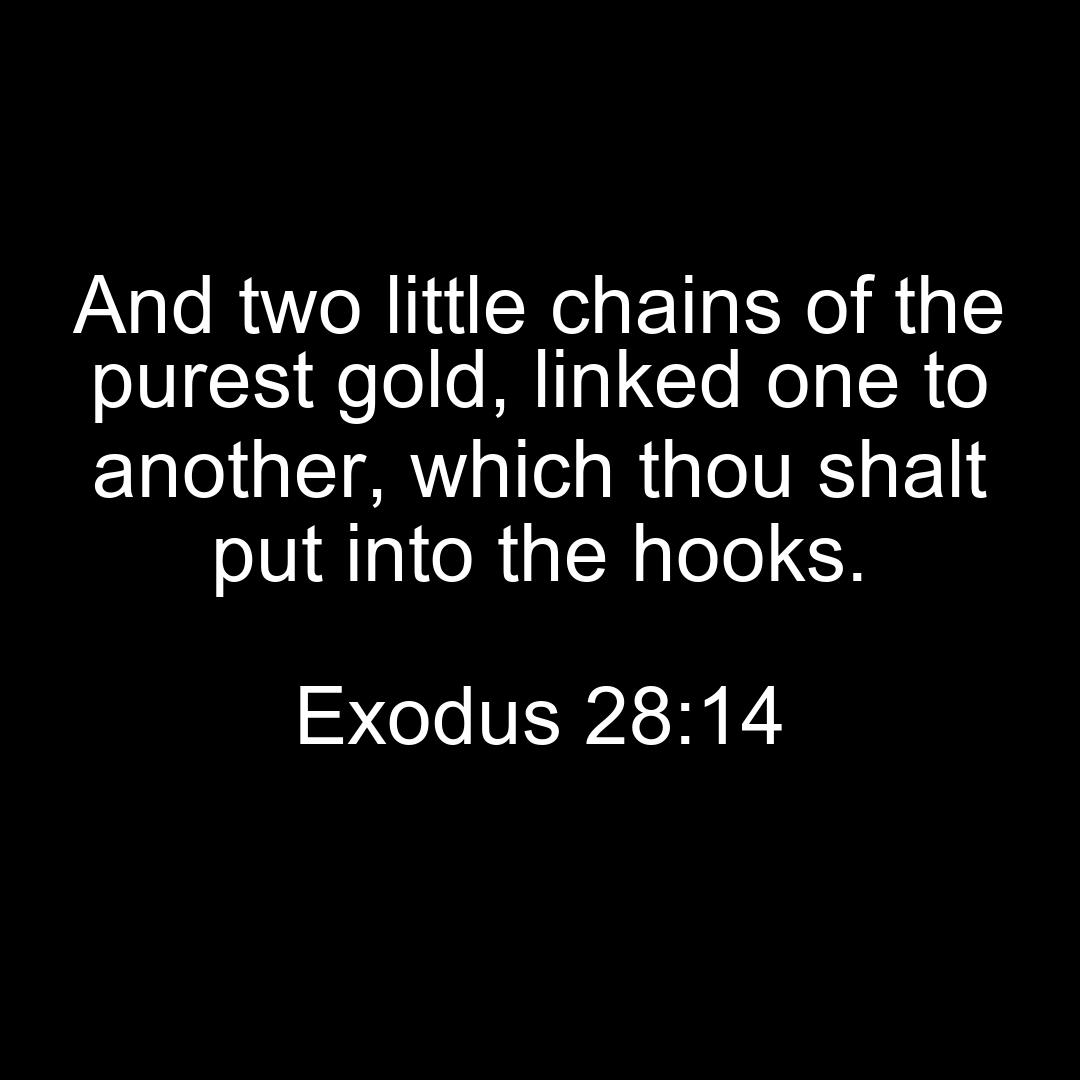 And two little chains of the
purest gold, linked one to
another, which thou shalt
put into the hooks.
Exodus 28:14